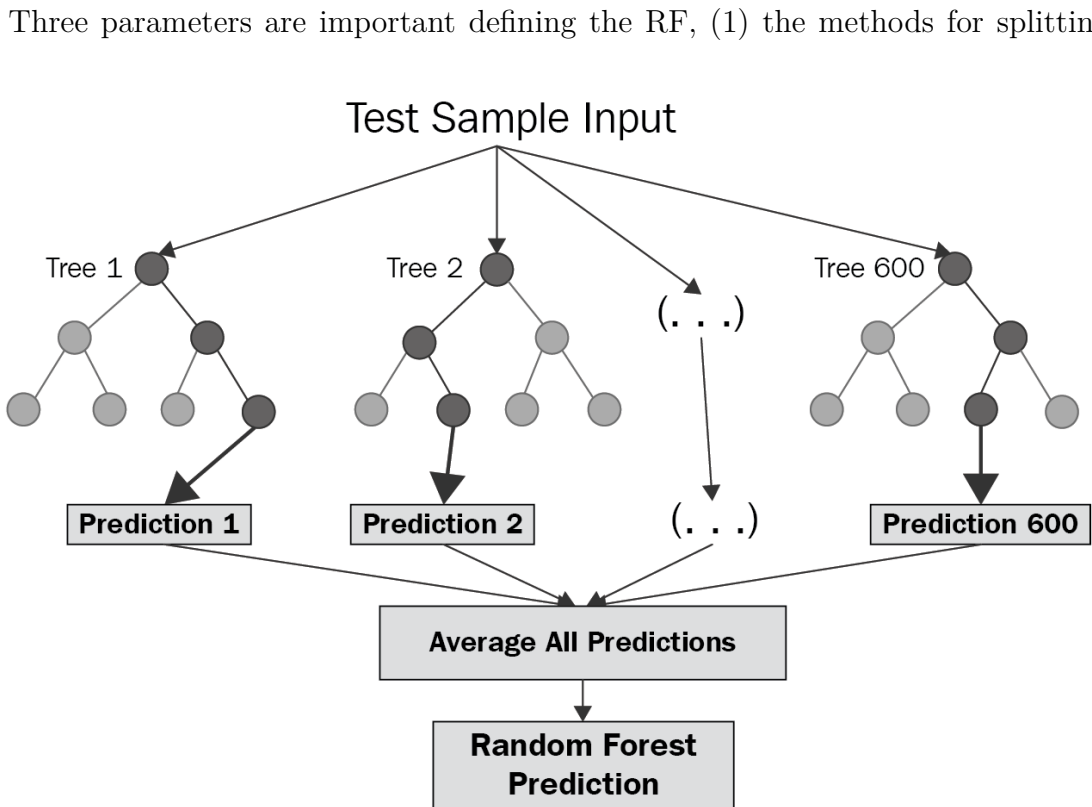 Three parameters are important defining the RF, (1) the methods for splittin
Test Sample Input
Tree 1
Tree 2
Tree 600
(. . .)
Prediction 1
Prediction 2
(. . .)
Prediction 600
Average All Predictions
Random Forest
Prediction